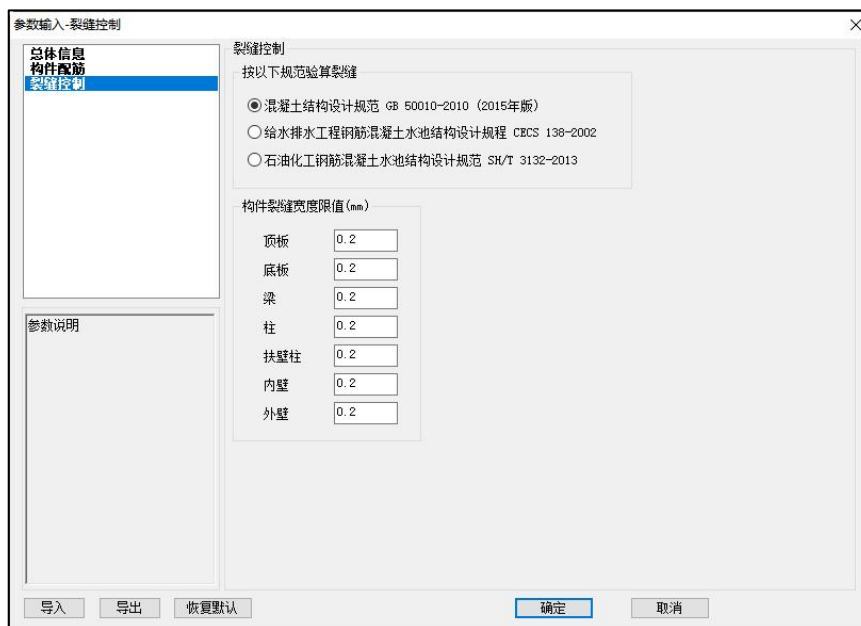 参数输入-裂缝控制
总体信息
构件配筋
裂缝控制
参数说明
裂缝控制
按以下规范验算裂缝
混凝土结构设计规范 GB 50010-2010 (2015年版)
给水排水工程钢筋混凝土水池结构设计规程 CECS 138-2002
石油化工钢筋混凝土水池结构设计规范 SH/T 3132-2013
构件裂缝宽度限值(mm)
顶板 0.2
底板 0.2
梁 0.2
柱 0.2
扶壁柱 0.2
内壁 0.2
外壁 0.2
导入 导出 恢复默认 确定 取消